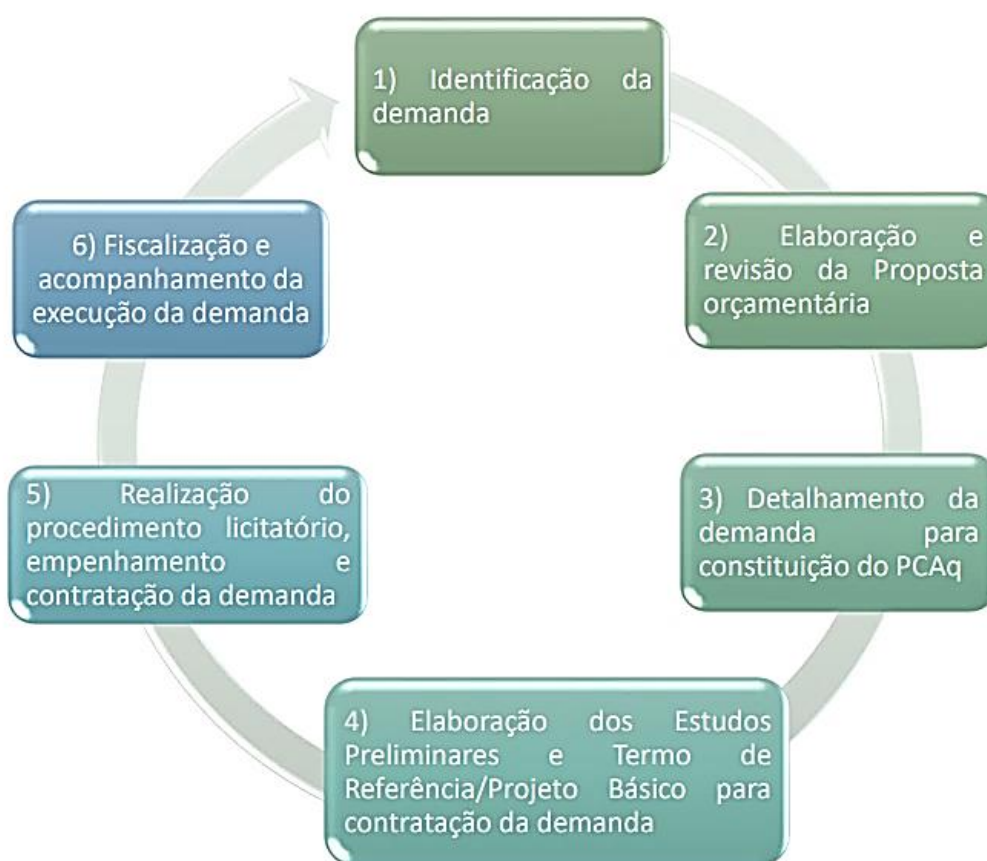 1) Identificação da
demanda
2) Elaboração e
revisão da Proposta
orçamentária
3) Detalhamento da
demanda para
constituição do PCAq
4) Elaboração dos Estudos
Preliminares e Termo de
Referência/Projeto Básico para
contratação da demanda
5) Realização do
procedimento licitatório,
empenhamento e
contratação da demanda
6) Fiscalização e
acompanhamento da
execução da demanda